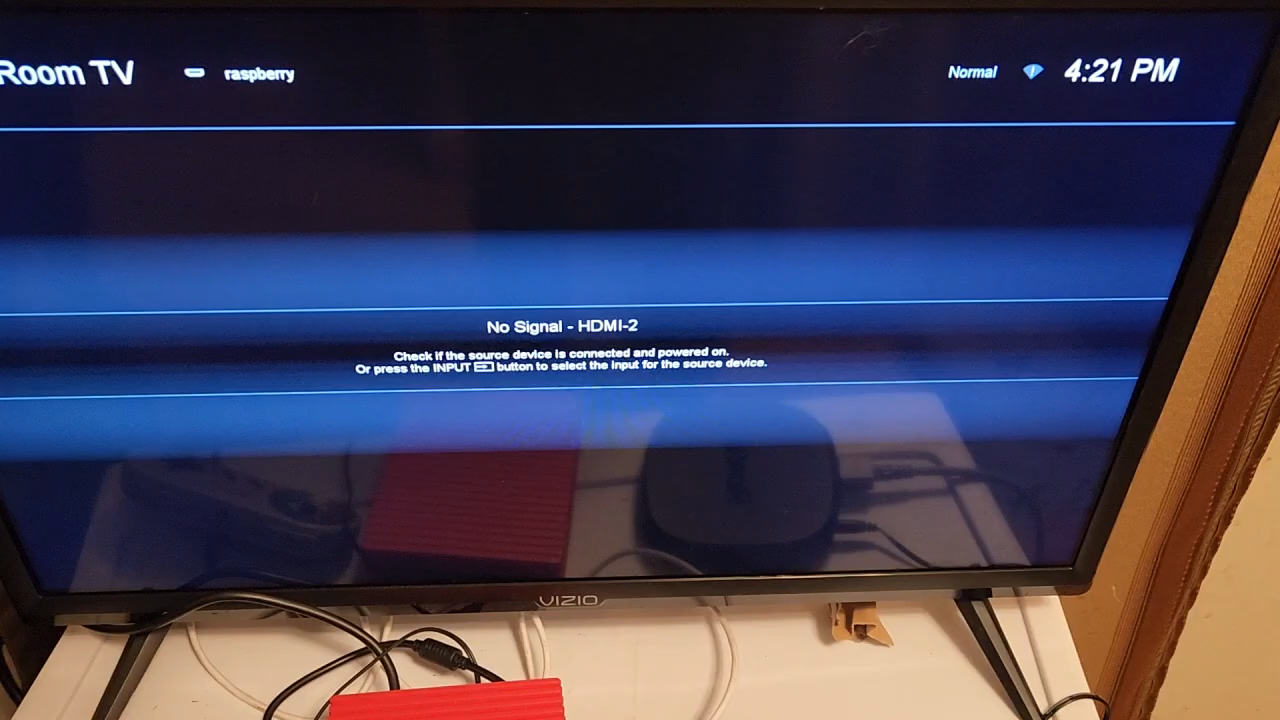 Room TV raspberry Normal 4:21 PM
No Signal - HDMI-2
Check if the source device is connected and powered on.
Or press the INPUT button to select the input for the source device.
VIZIO